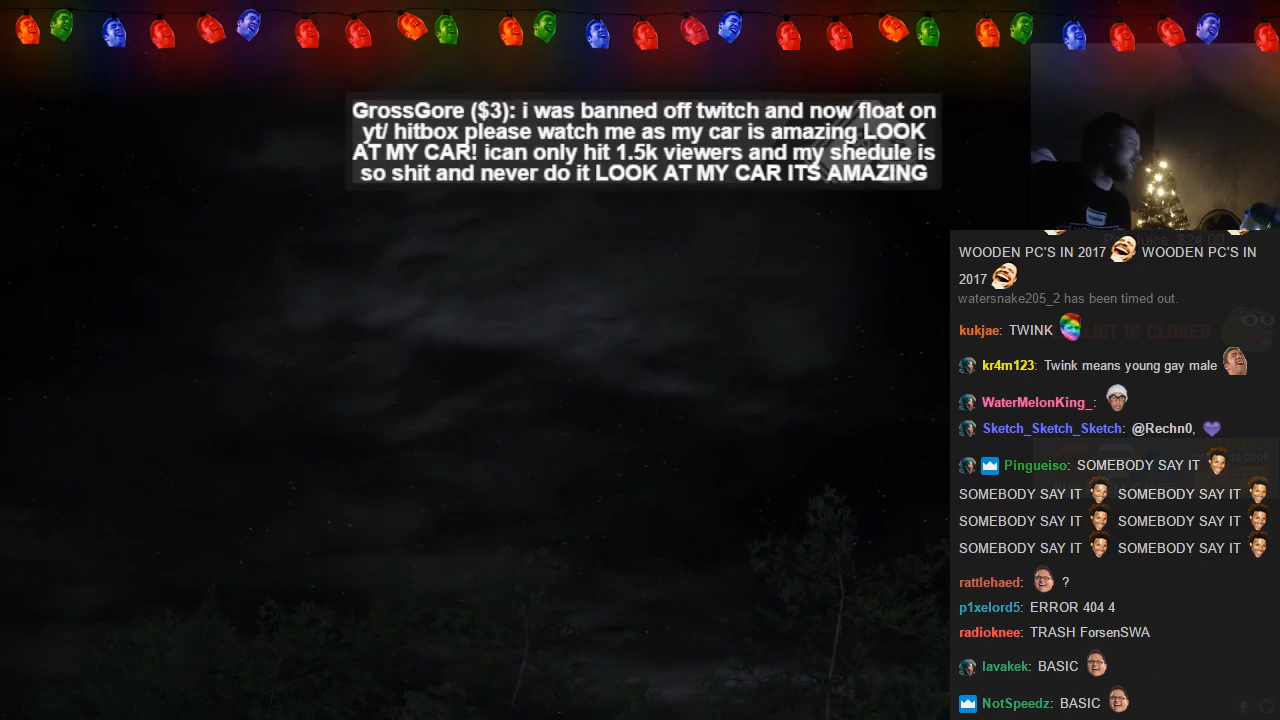 GrossGore ($3): i was banned off twitch and now float on
yt/ hitbox please watch me as my car is amazing LOOK
AT MY CAR! ican only hit 1.5k viewers and my shedule is
so shit and never do it LOOK AT MY CAR ITS AMAZING
WOODEN PC'S IN 2017 WOODEN PC'S IN
2017
watersnake205_2 has been timed out.
LIST IS CLOSED
kukjae: TWINK
kr4m123: Twink means young gay male
WaterMelonKing_:
Sketch_Sketch_Sketch: @Rechn0,
Pingueiso: SOMEBODY SAY IT
SOMEBODY SAY IT SOMEBODY SAY IT
SOMEBODY SAY IT SOMEBODY SAY IT
SOMEBODY SAY IT SOMEBODY SAY IT
rattlehaed: ?
p1xelord5: ERROR 404 4
radioknee: TRASH ForsenSWA
lavakek: BASIC
NotSpeedz: BASIC